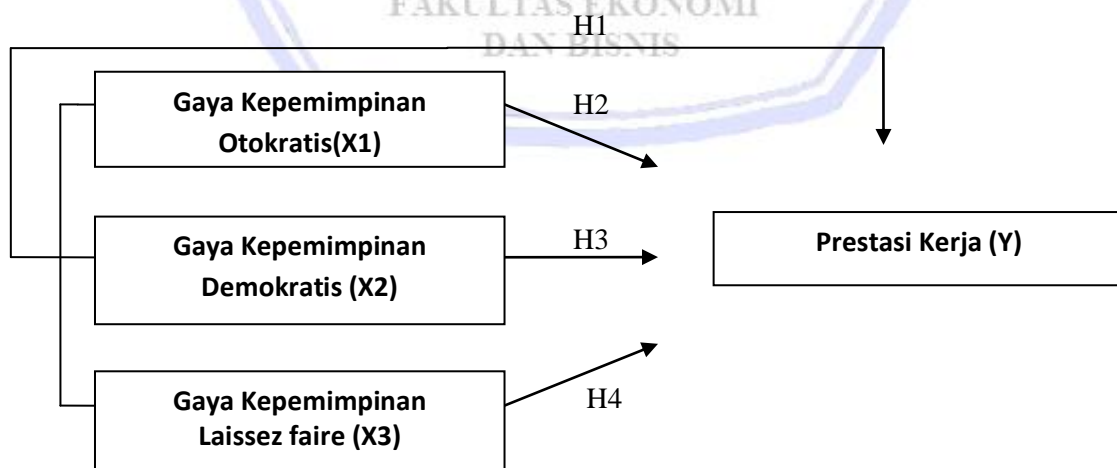 FAKULTAS EKONOMI
DAN BISNIS
H1
Gaya Kepemimpinan
Otokratis(X1)
H2
Gaya Kepemimpinan
Demokratis (X2)
H3
Prestasi Kerja (Y)
Gaya Kepemimpinan
Laissez faire (X3)
H4